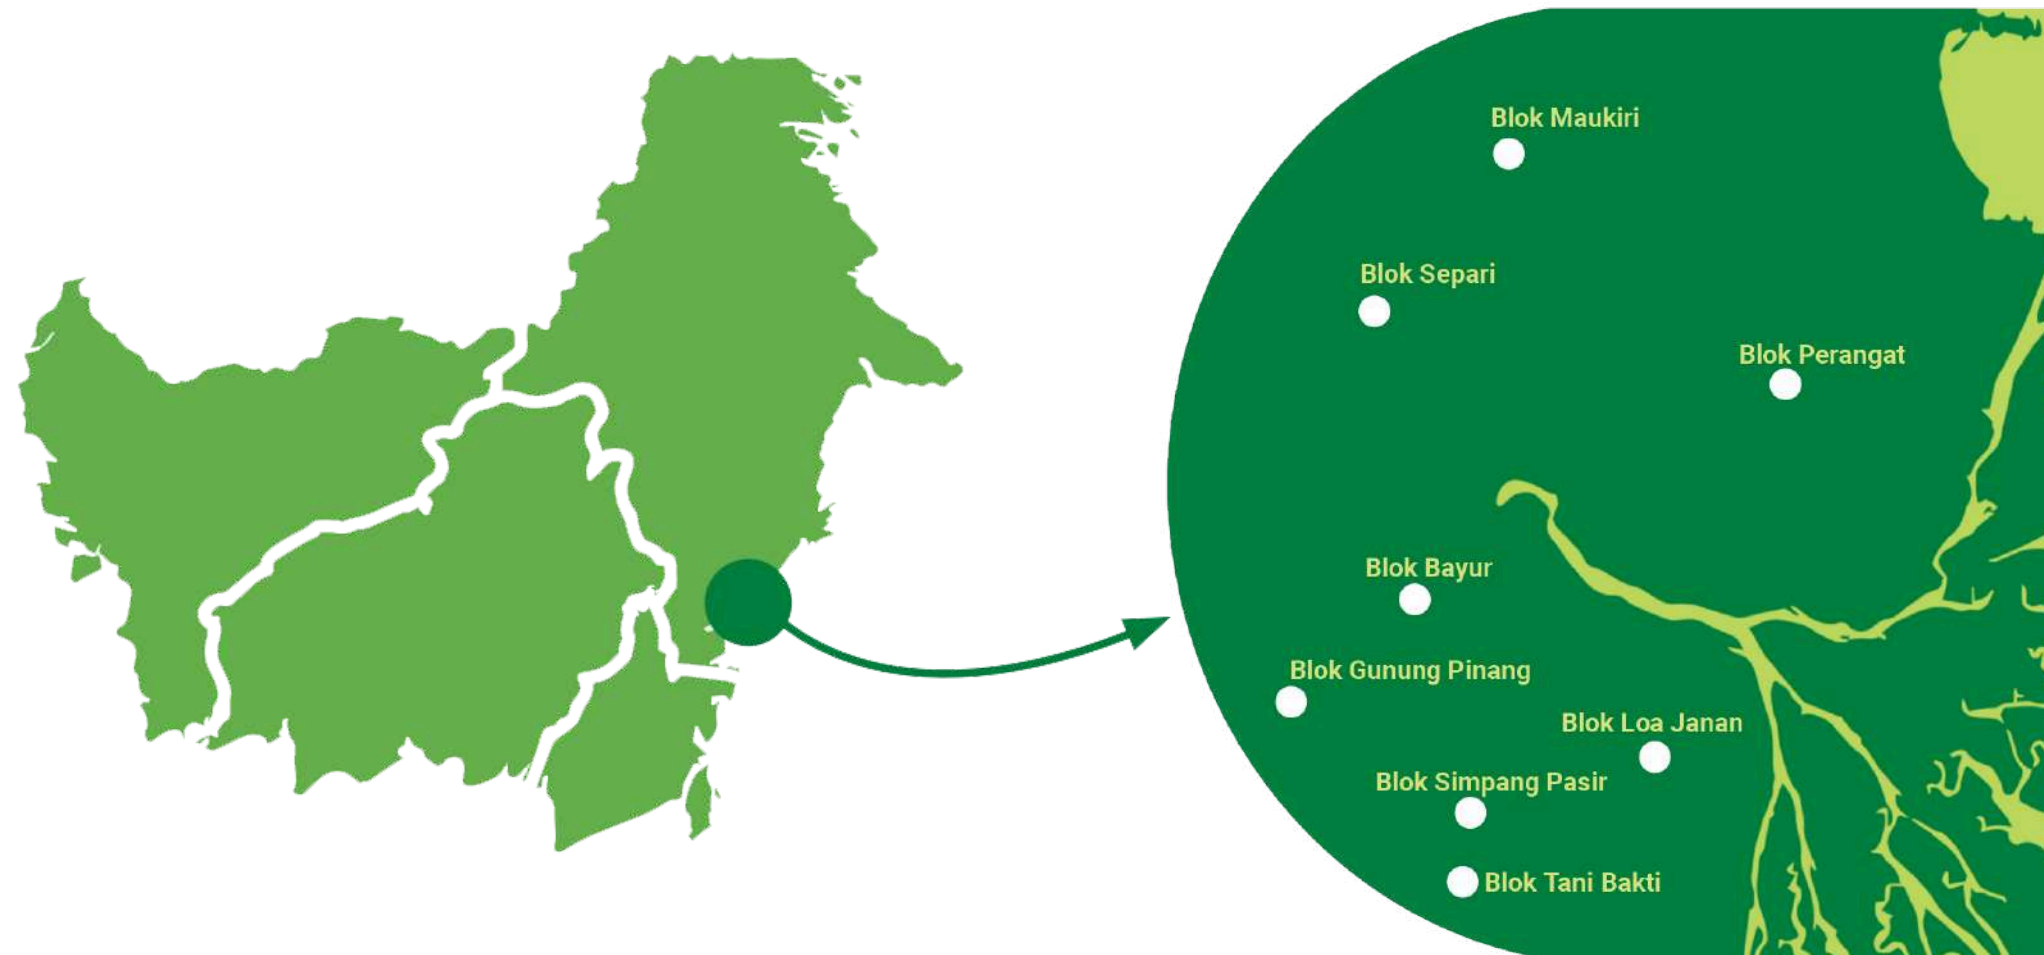 Blok Maukiri
Blok Separi
Blok Perangat
Blok Bayur
Blok Gunung Pinang
Blok Loa Janan
Blok Simpang Pasir
Blok Tani Bakti